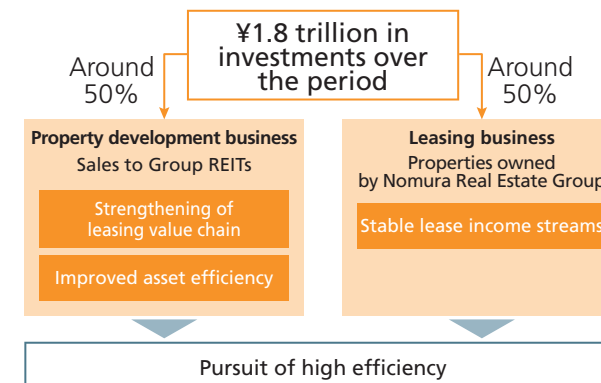 ¥1.8 trillion in
investments over
the period
Around
50%
Around
50%
Property development business
Sales to Group REITs
Strengthening of
leasing value chain
Improved asset efficiency
Leasing business
Properties owned
by Nomura Real Estate Group
Stable lease income streams
Pursuit of high efficiency